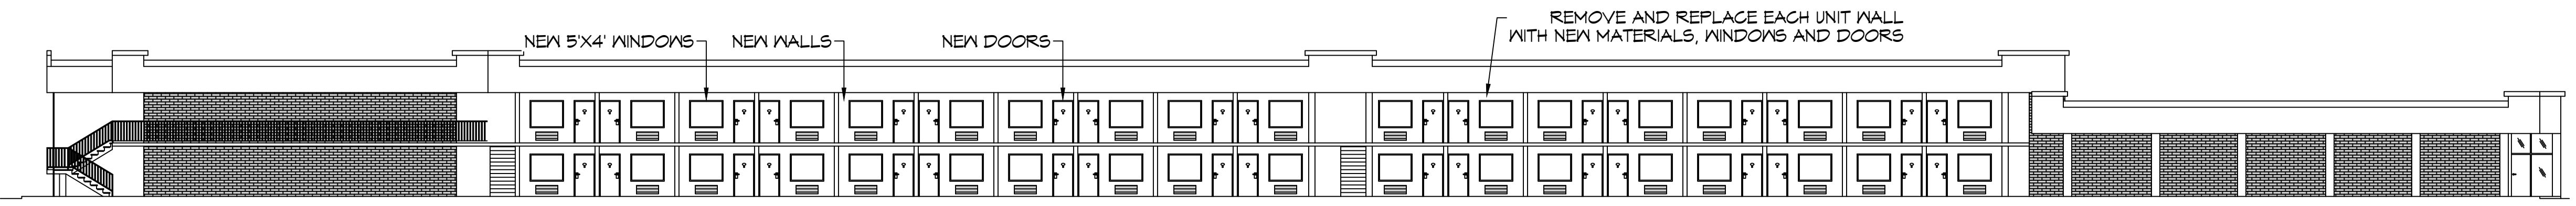 NEW 5'X4' WINDOWS
NEW WALLS
NEW DOORS
REMOVE AND REPLACE EACH UNIT WALL
WITH NEW MATERIALS, WINDOWS AND DOORS